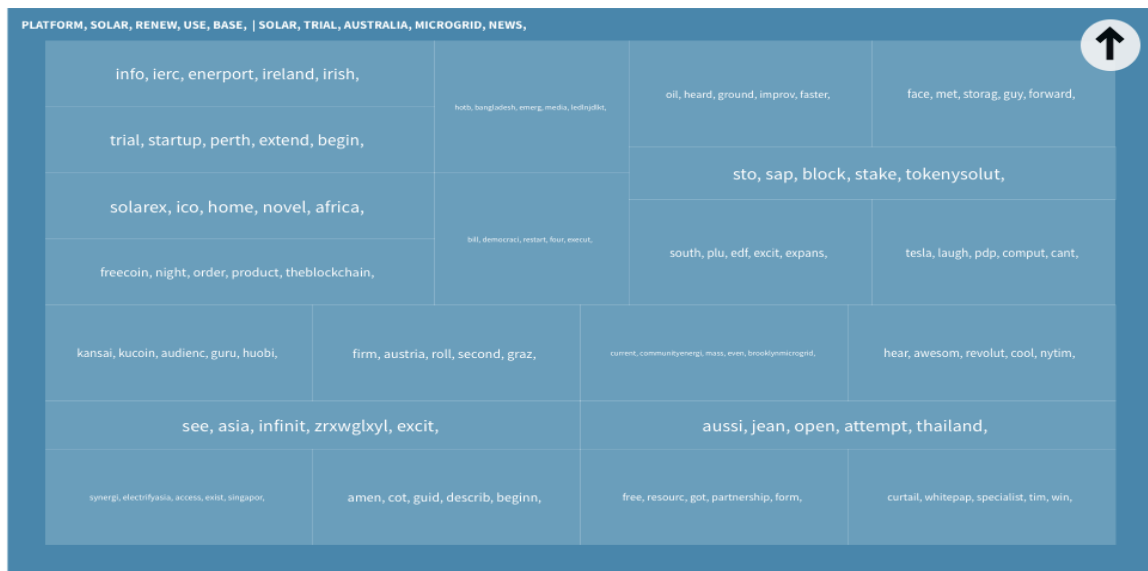 PLATFORM, SOLAR, RENEW, USE, BASE, | SOLAR, TRIAL, AUSTRALIA, MICROGRID, NEWS,
info, ierc, enerport, ireland, irish,
trial, startup, perth, extend, begin,
solarex, ico, home, novel, africa,
freecoin, night, order, product, theblockchain,
hotb, bangladesh, emerg, media, ledlnjdlkt,
bill, democraci, restart, four, execut,
oil, heard, ground, improv, faster,
face, met, storag, guy, forward,
sto, sap, block, stake, tokenysolut,
south, plu, edf, excit, expans,
tesla, laugh, pdp, comput, cant,
kansai, kucoin, audienc, guru, huobi,
firm, austria, roll, second, graz,
current, communityenergi, mass, even, brooklynmicrogrid,
hear, awesom, revolut, cool, nytim,
see, asia, infinit, zrxwglxyl, excit,
aussi, jean, open, attempt, thailand,
synergi, electrifyasia, access, exist, singapor,
amen, cot, guid, describ, beginn,
free, resourc, got, partnership, form,
curtail, whitepap, specialist, tim, win,